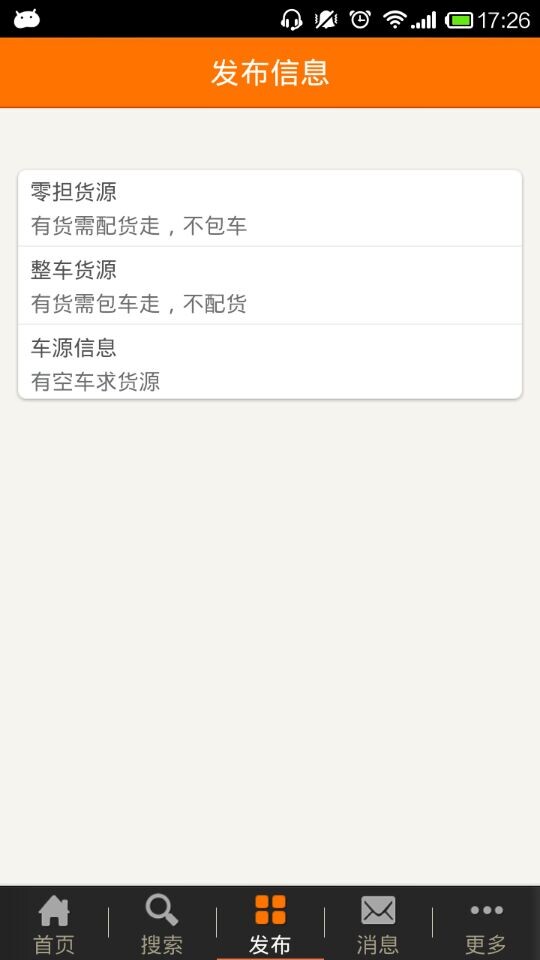 17:26
发布信息
零担货源
有货需配货走，不包车
整车货源
有货需包车走，不配货
车源信息
有空车求货源
首页 搜索 发布 消息 更多